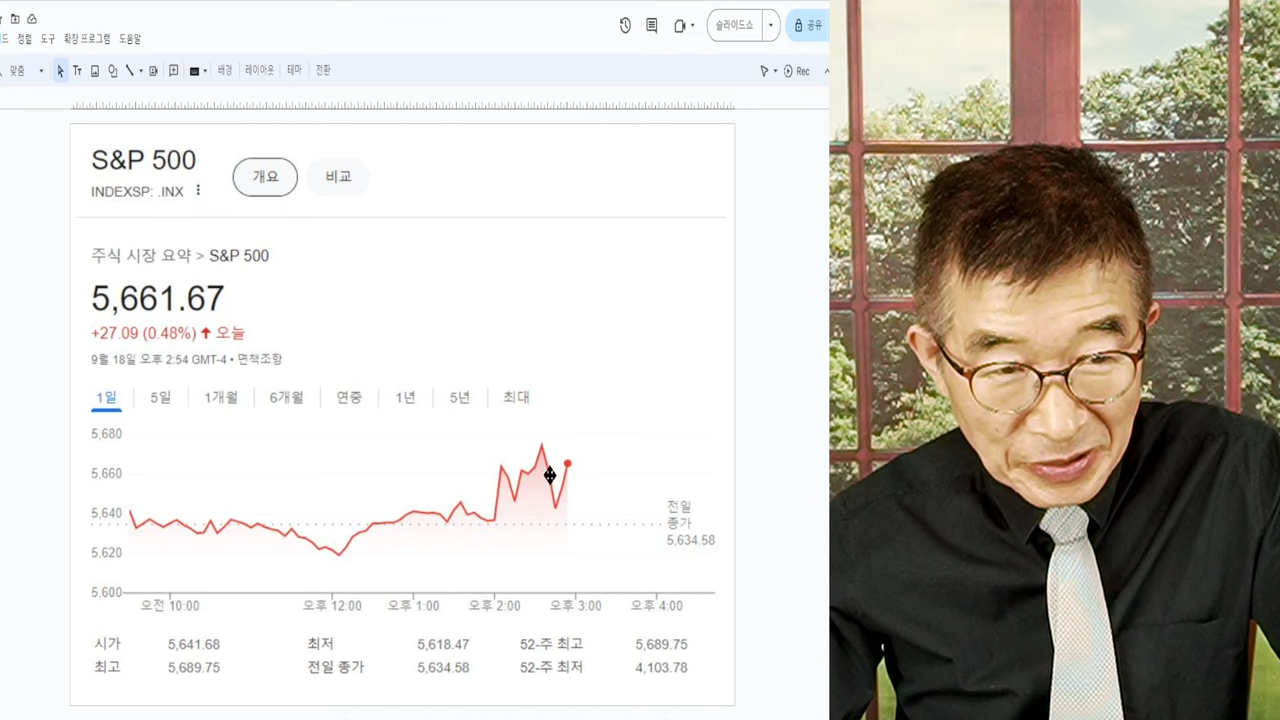 정렬 도구 확장 프로그램 도움말
슬라이드쇼
공유
맞춤
Tт
배경 레이아웃 테마 전환
Rec
S&P 500
INDEXSP: .INX
개요
비교
주식 시장 요약 > S&P 500
5,661.67
+27.09 (0.48%) ↑ 오늘
9월 18일 오후 2:54 GMT-4 • 면책조항
1일 5일 1개월 6개월 연중 1년 5년 최대
5,680
5,660
5,640
5,620
5,600
전일
종가
5,634.58
오전 10:00 오후 12:00 오후 1:00 오후 2:00 오후 3:00 오후 4:00
시가 5,641.68 최저 5,618.47 52-주 최고 5,689.75
최고 5,689.75 전일 종가 5,634.58 52-주 최저 4,103.78